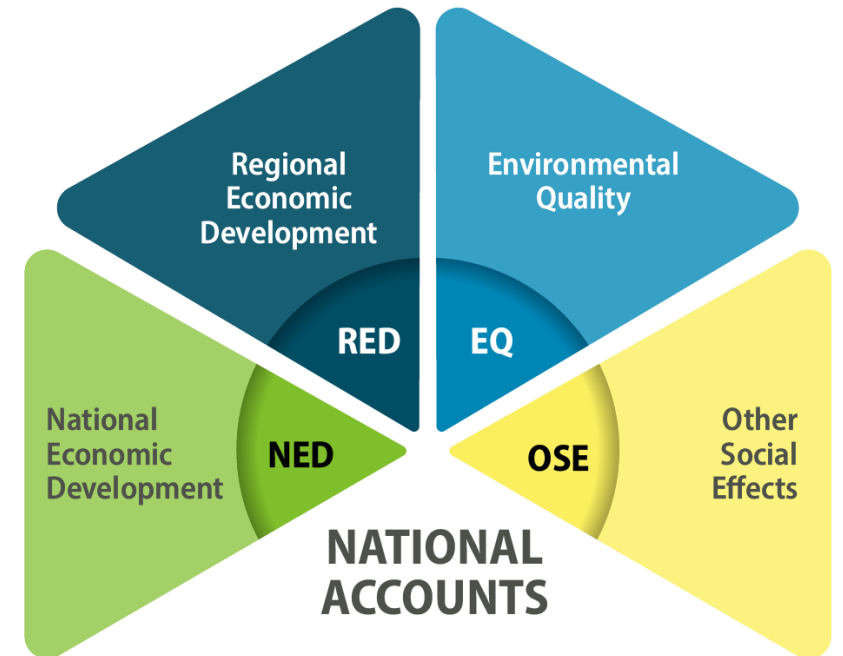 Regional
Economic
Development
Environmental
Quality
RED
EQ
National
Economic
Development
NED
OSE
Other
Social
Effects
NATIONAL
ACCOUNTS